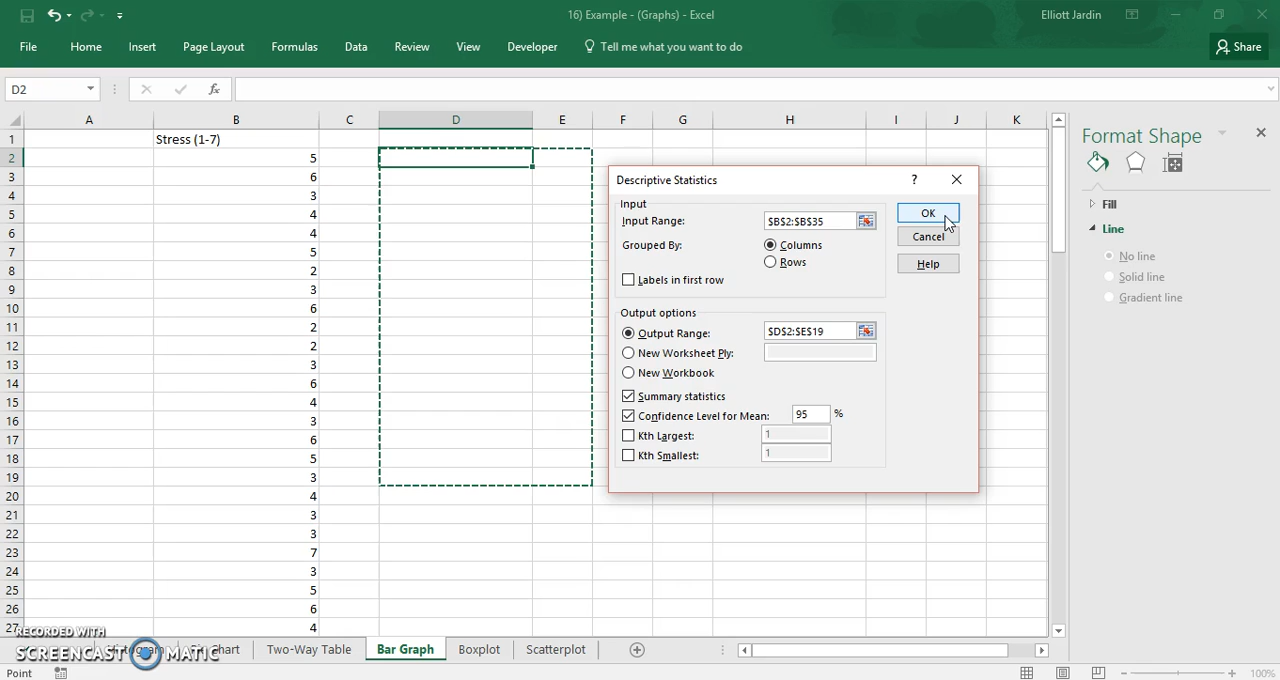 16) Example - (Graphs) - Excel
Elliott Jardin
File Home Insert Page Layout Formulas Data Review View Developer Tell me what you want to do Share
D2 fx
A B C D E F G H I J K
1 Stress (1-7)
2 5
3 6
4 3
5 4
6 4
7 5
8 2
9 3
10 6
11 2
12 2
13 3
14 6
15 4
16 3
17 6
18 5
19 3
20 4
21 3
22 3
23 7
24 3
25 5
26 6
27 4
Descriptive Statistics ?
Input
Input Range: $B$2:$B$35 OK
Grouped By: Columns Cancel
Rows Help
Labels in first row
Output options
Output Range: $D$2:$E$19
New Worksheet Ply:
New Workbook
Summary statistics
Confidence Level for Mean: 95 %
Kth Largest: 1
Kth Smallest: 1
Format Shape
Fill
Line
No line
Solid line
Gradient line
RECORDED WITH
SCREENCAST MATIC
Chart Two-Way Table Bar Graph Boxplot Scatterplot
Point 100%